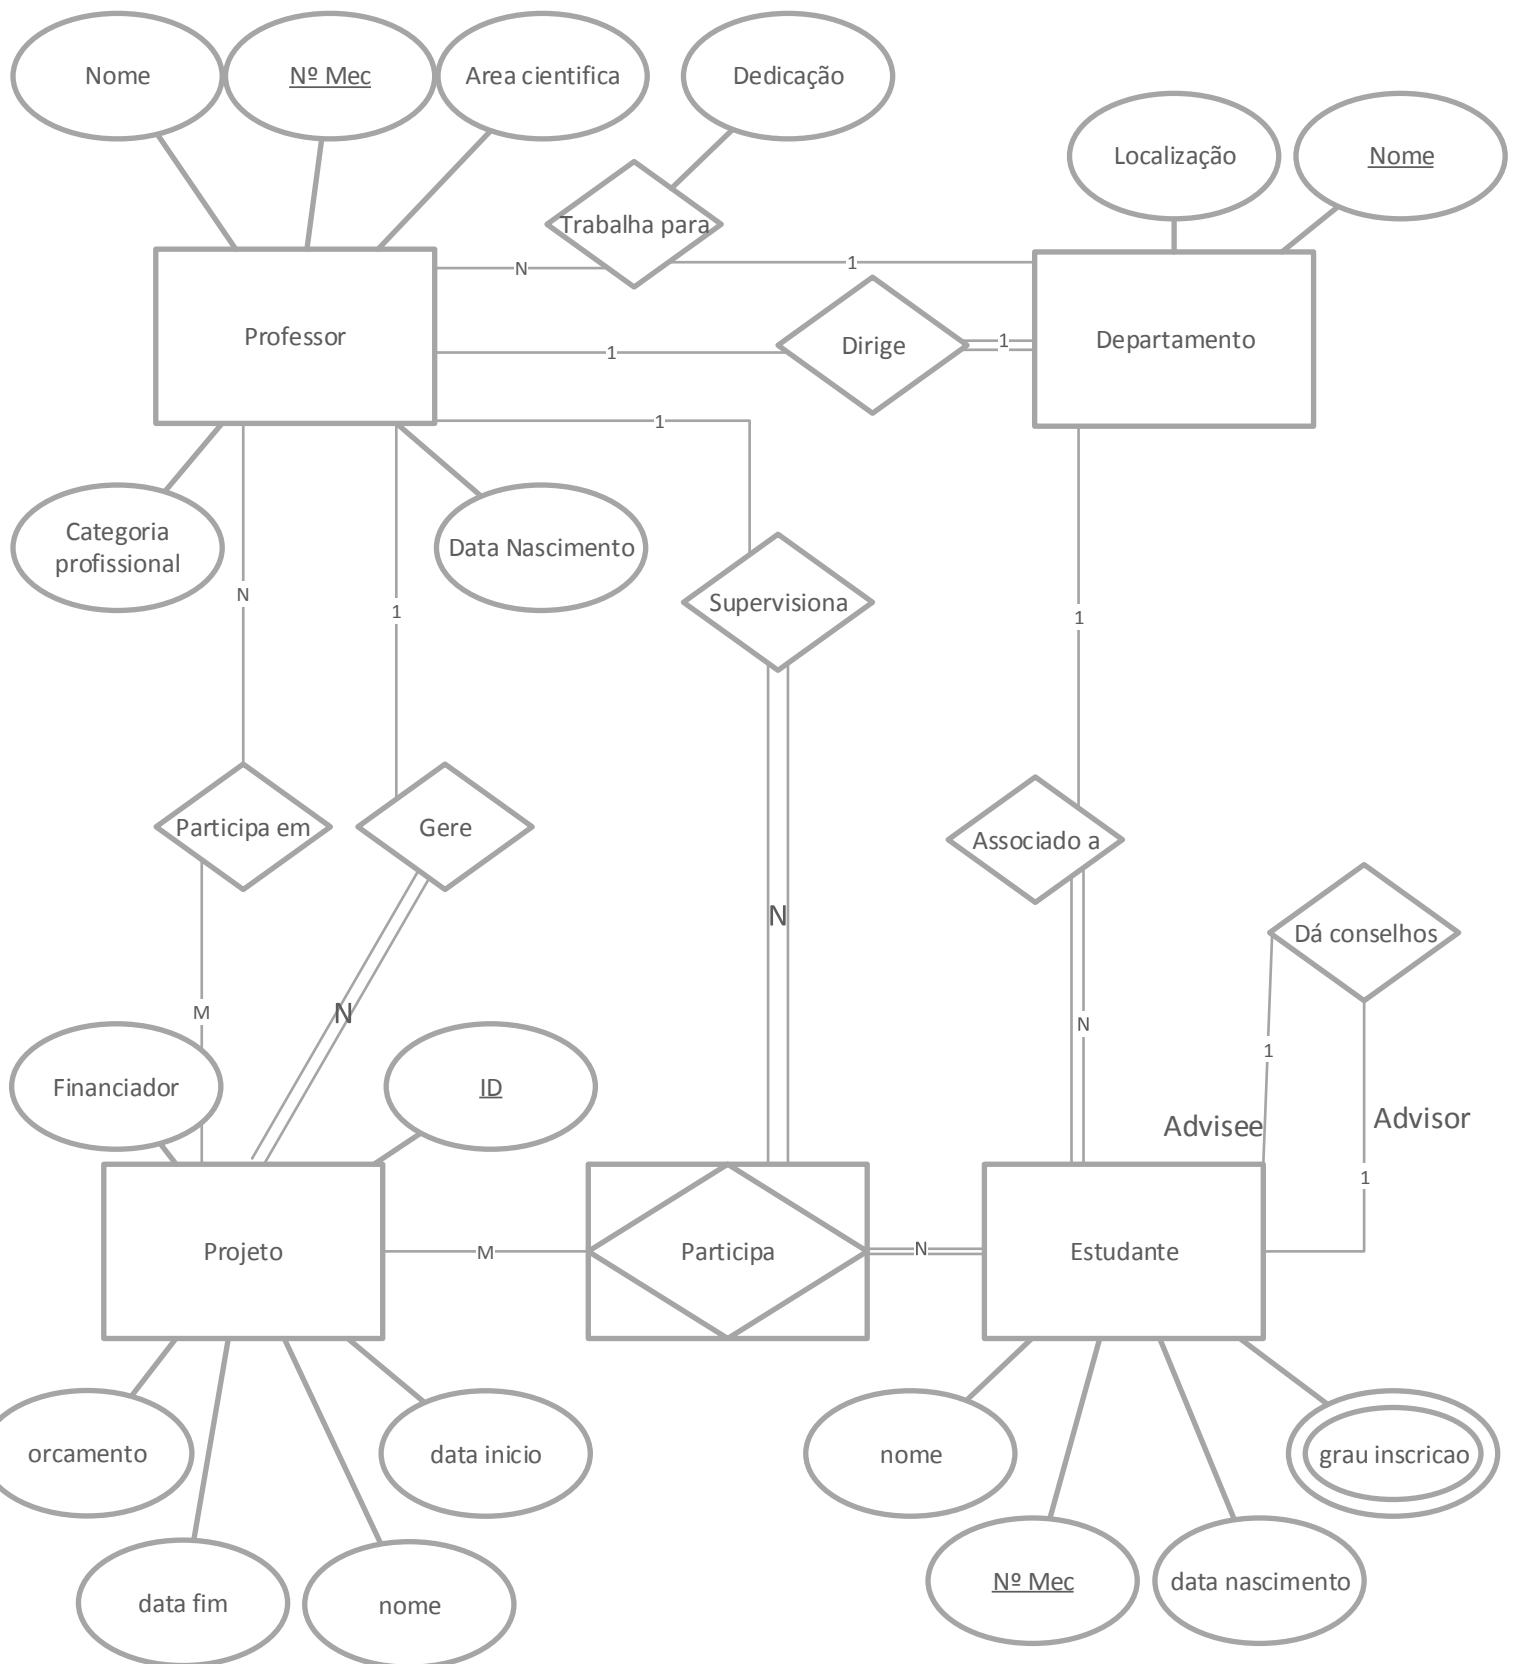 Nome
Nº Mec
Area cientifica
Dedicação
Localização
Nome
Trabalha para
N
1
Professor
1
Dirige
1
Departamento
1
Categoria
profissional
N
1
Data Nascimento
Supervisiona
1
Participa em
Gere
Associado a
N
Dá conselhos
M
N
N
1
Financiador
ID
Advisee
Advisor
1
Projeto
M
Participa
N
Estudante
orcamento
data inicio
nome
grau inscricao
data fim
nome
Nº Mec
data nascimento